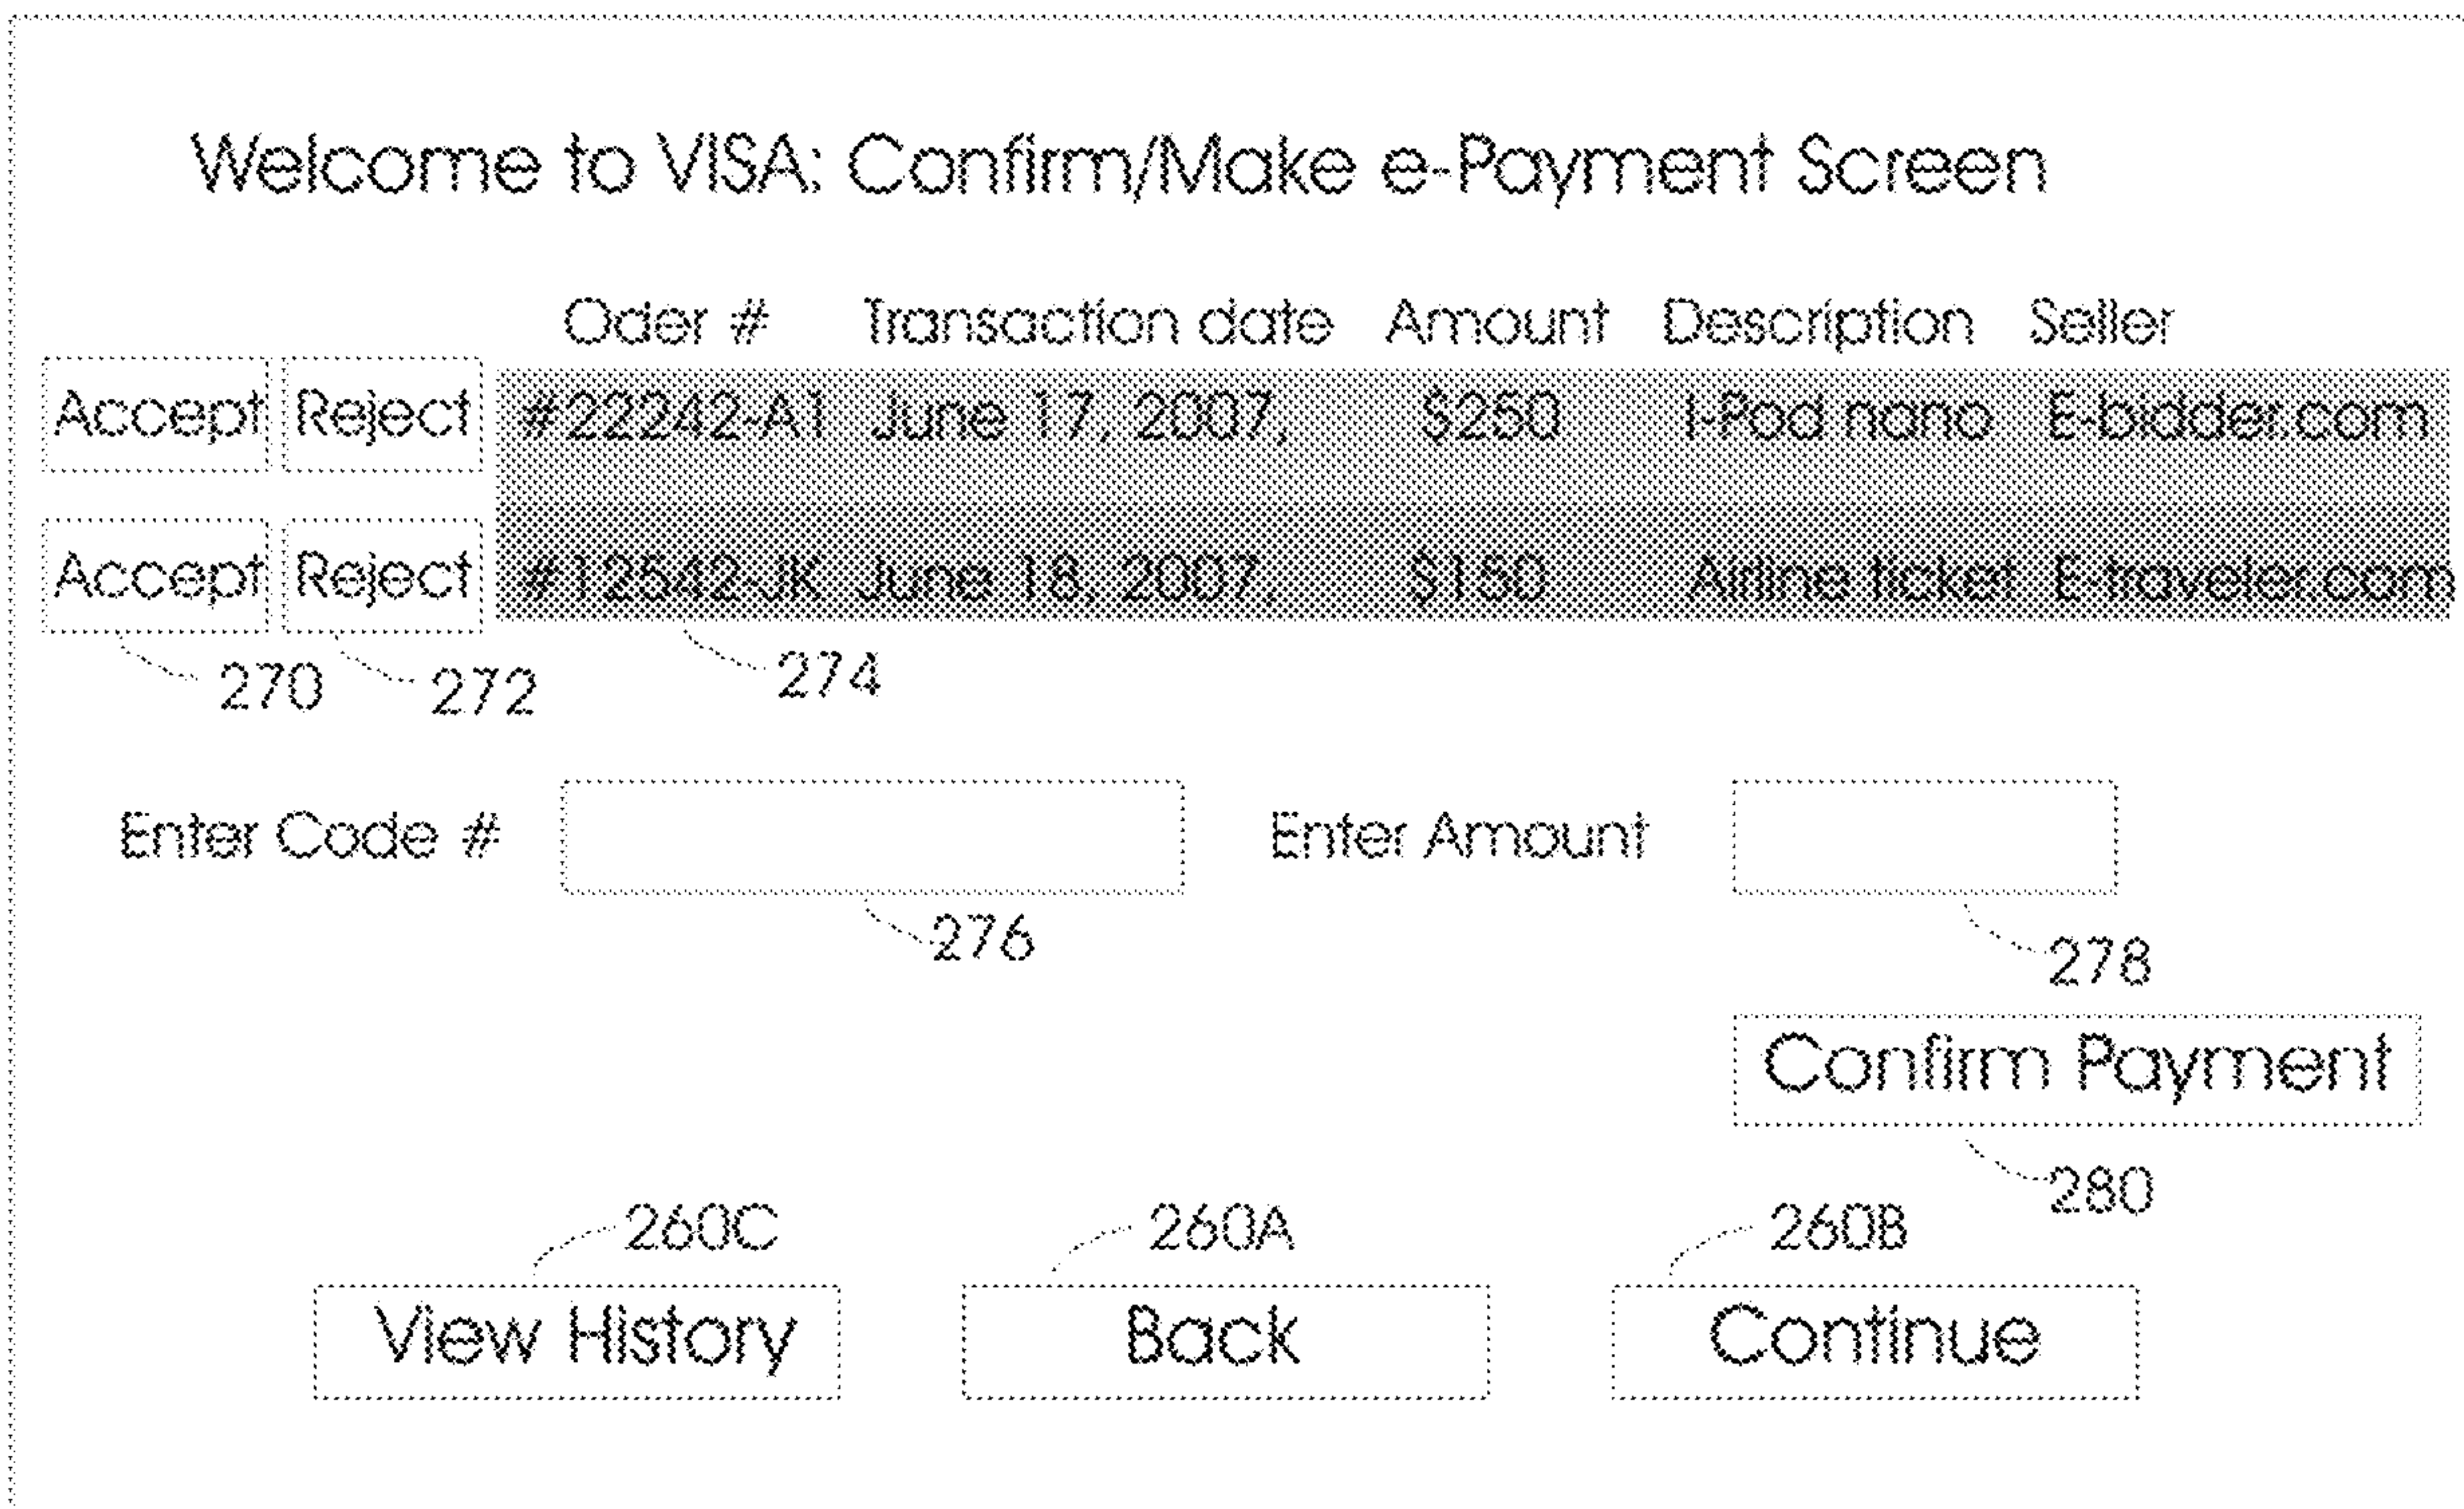 Welcome to VISA: Confirm/Make e-Payment Screen
Oder # Transaction date Amount Description Seller
Accept Reject #22242-A1 June 17, 2007, $250 I-Pod nano E-bidder.com
Accept Reject #12542-JK June 18, 2007, $150 Airline ticket E-traveler.com
270 272 274
Enter Code # Enter Amount
276 278
Confirm Payment
280
260C 260A 260B
View History Back Continue